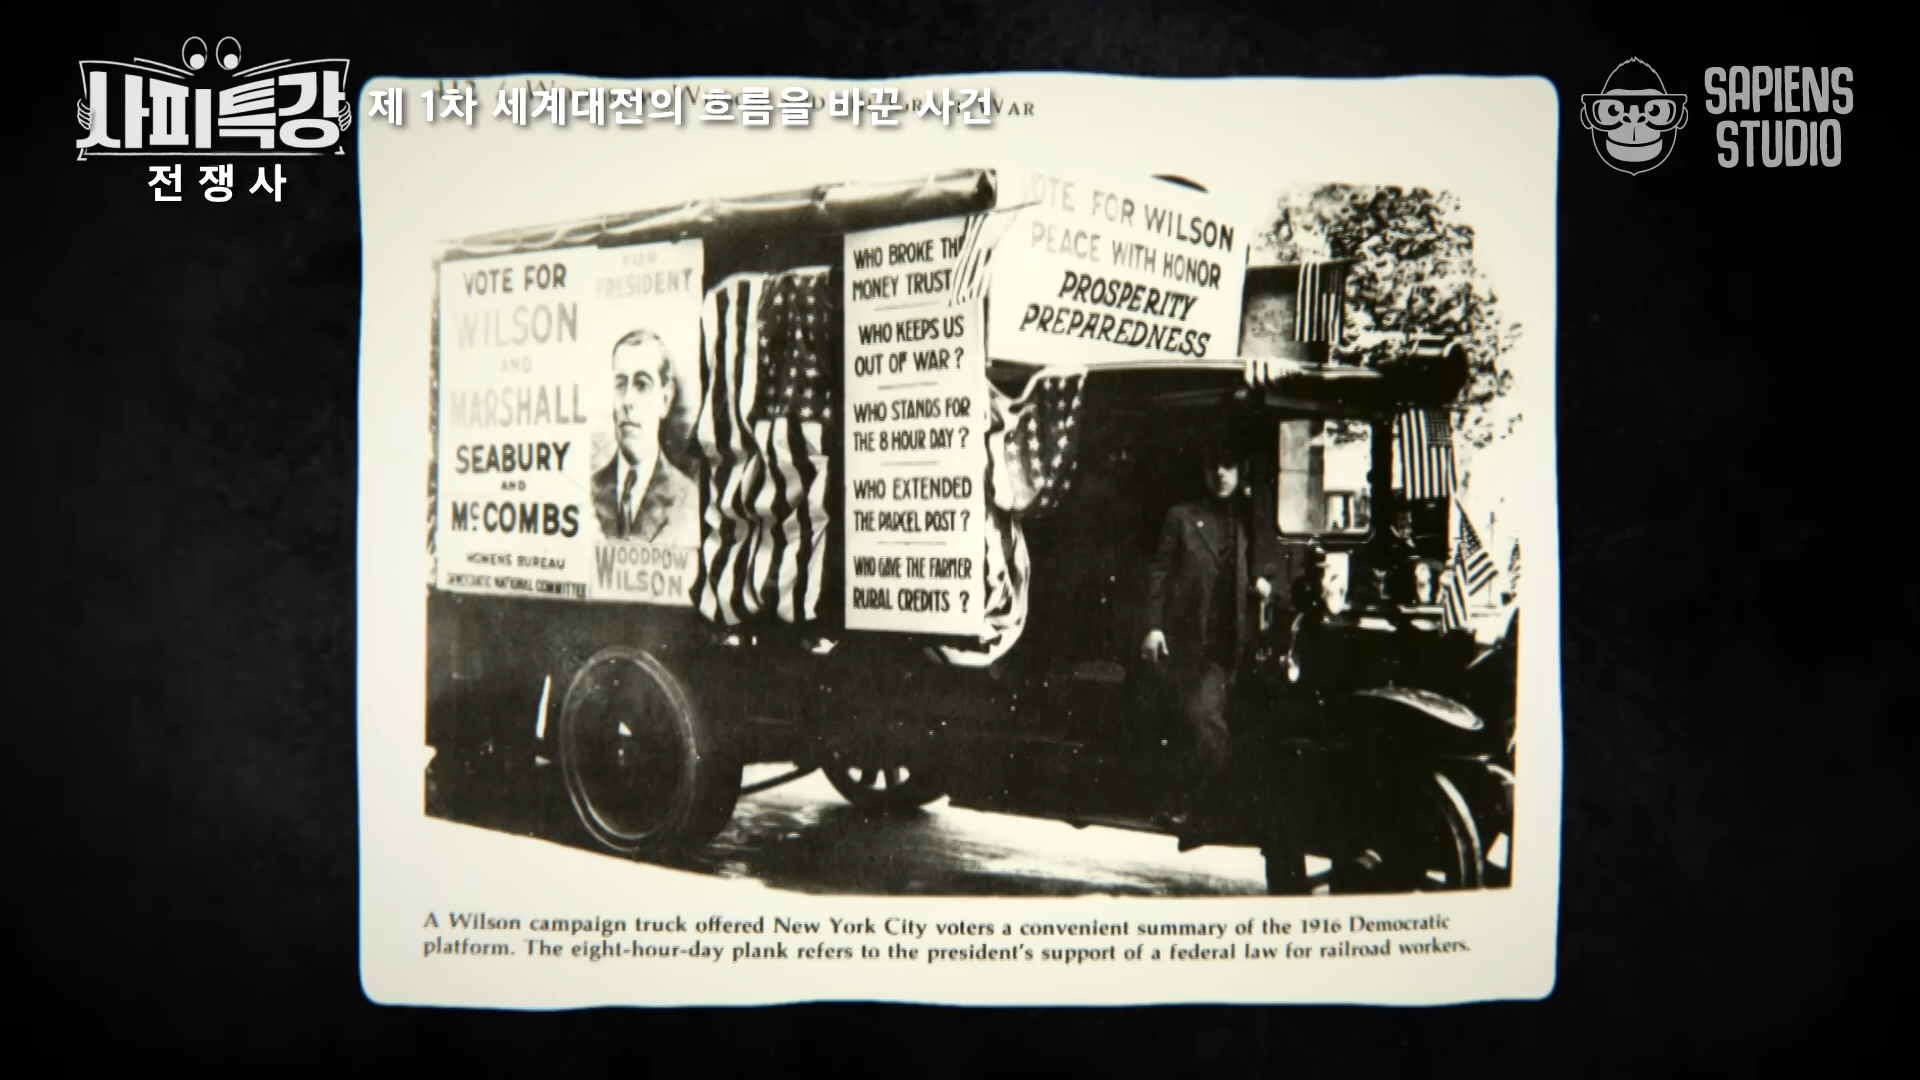 사피특강
전쟁사
제 1차 세계대전의 흐름을 바꾼 사건
WAR
SAPIENS
STUDIO
VOTE FOR
WILSON
AND
MARSHALL
SEABURY
AND
McCOMBS
WOMENS BUREAU
DEMOCRATIC NATIONAL COMMITTEE
FOR
PRESIDENT
WOODROW
WILSON
WHO BROKE TH
MONEY TRUST
WHO KEEPS US
OUT OF WAR?
WHO STANDS FOR
THE 8 HOUR DAY?
WHO EXTENDED
THE PARCEL POST?
WHO GAVE THE FARMER
RURAL CREDITS?
OTE FOR WILSON
PEACE WITH HONOR
PROSPERITY
PREPAREDNESS
A Wilson campaign truck offered New York City voters a convenient summary of the 1916 Democratic
platform. The eight-hour-day plank refers to the president's support of a federal law for railroad workers.